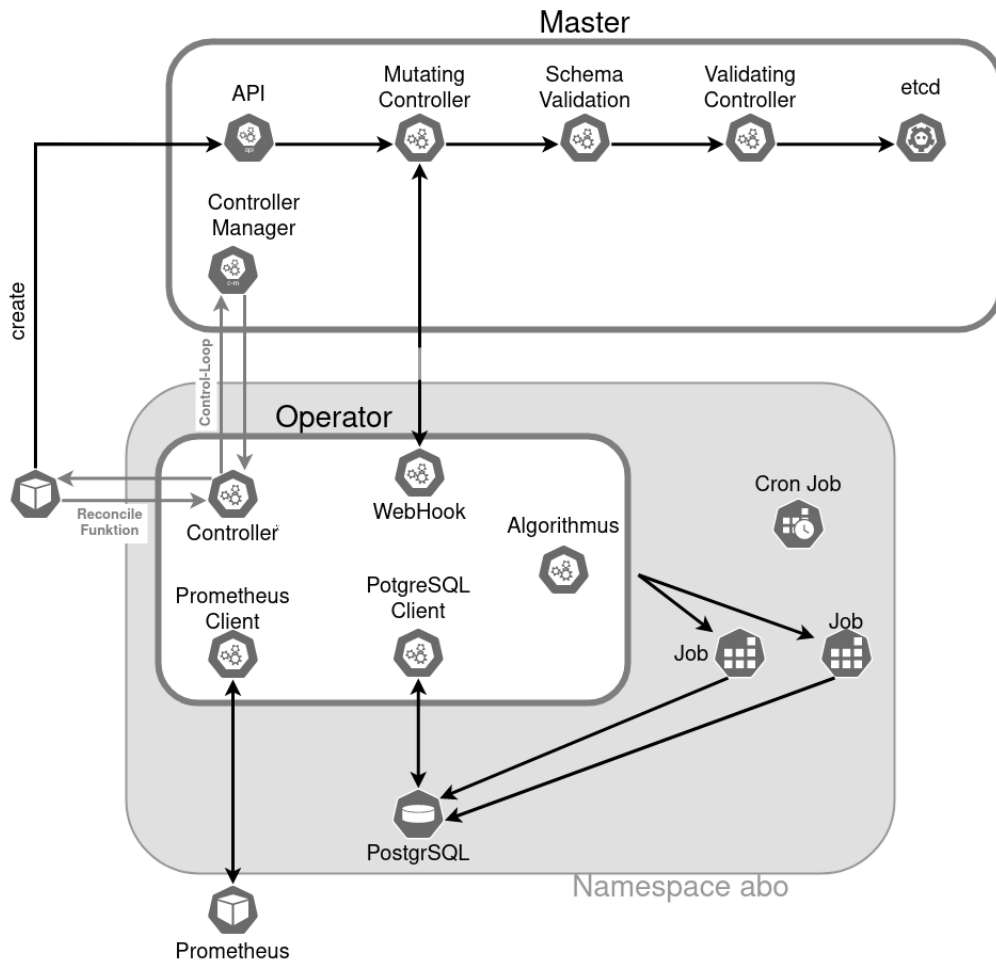 Master
API
Mutating
Controller
Schema
Validation
Validating
Controller
etcd
api
Controller
Manager
c-m
create
Control-Loop
Operator
Reconcile
Funktion
Controller
WebHook
Algorithmus
Cron Job
Prometheus
Client
PotgreSQL
Client
Job
Job
PostgrSQL
Namespace abo
Prometheus